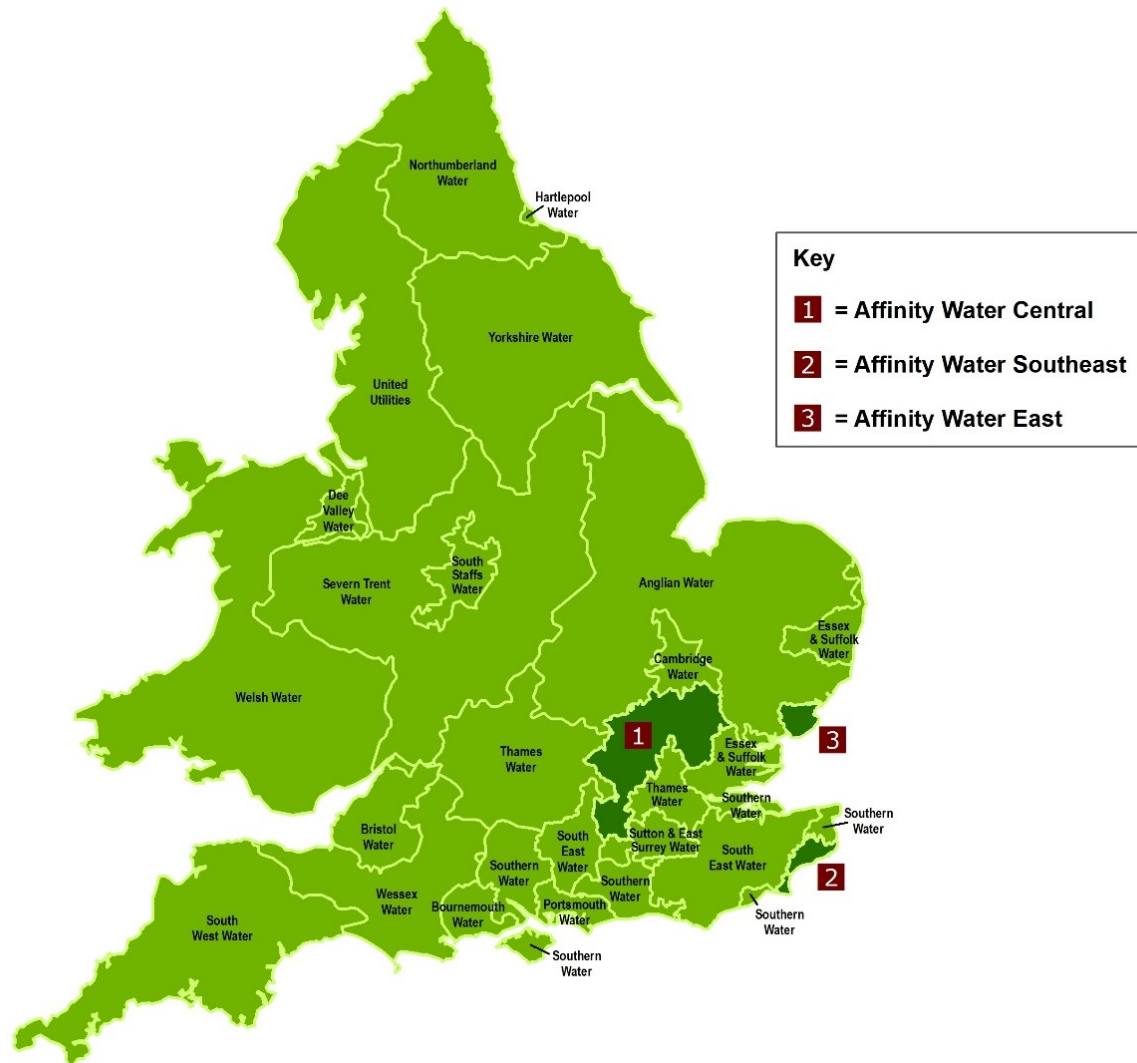 Northumberland
Water
Hartlepool
Water
Key
1 = Affinity Water Central
2 = Affinity Water Southeast
3 = Affinity Water East
Yorkshire Water
United
Utilities
Dee
Valley
Water
South
Staffs
Water
Severn Trent
Water
Anglian Water
Essex
& Suffolk
Water
Cambridge
Water
Welsh Water
1
3
Thames
Water
Essex
& Suffolk
Water
Thames
Water
Southern
Water
Southern
Water
Bristol
Water
South
East
Water
Sutton & East
Surrey Water
South
East Water
2
Southern
Water
Southern
Water
Wessex
Water
Bournemouth
Water
Portsmouth
Water
Southern
Water
South
West Water
Southern
Water